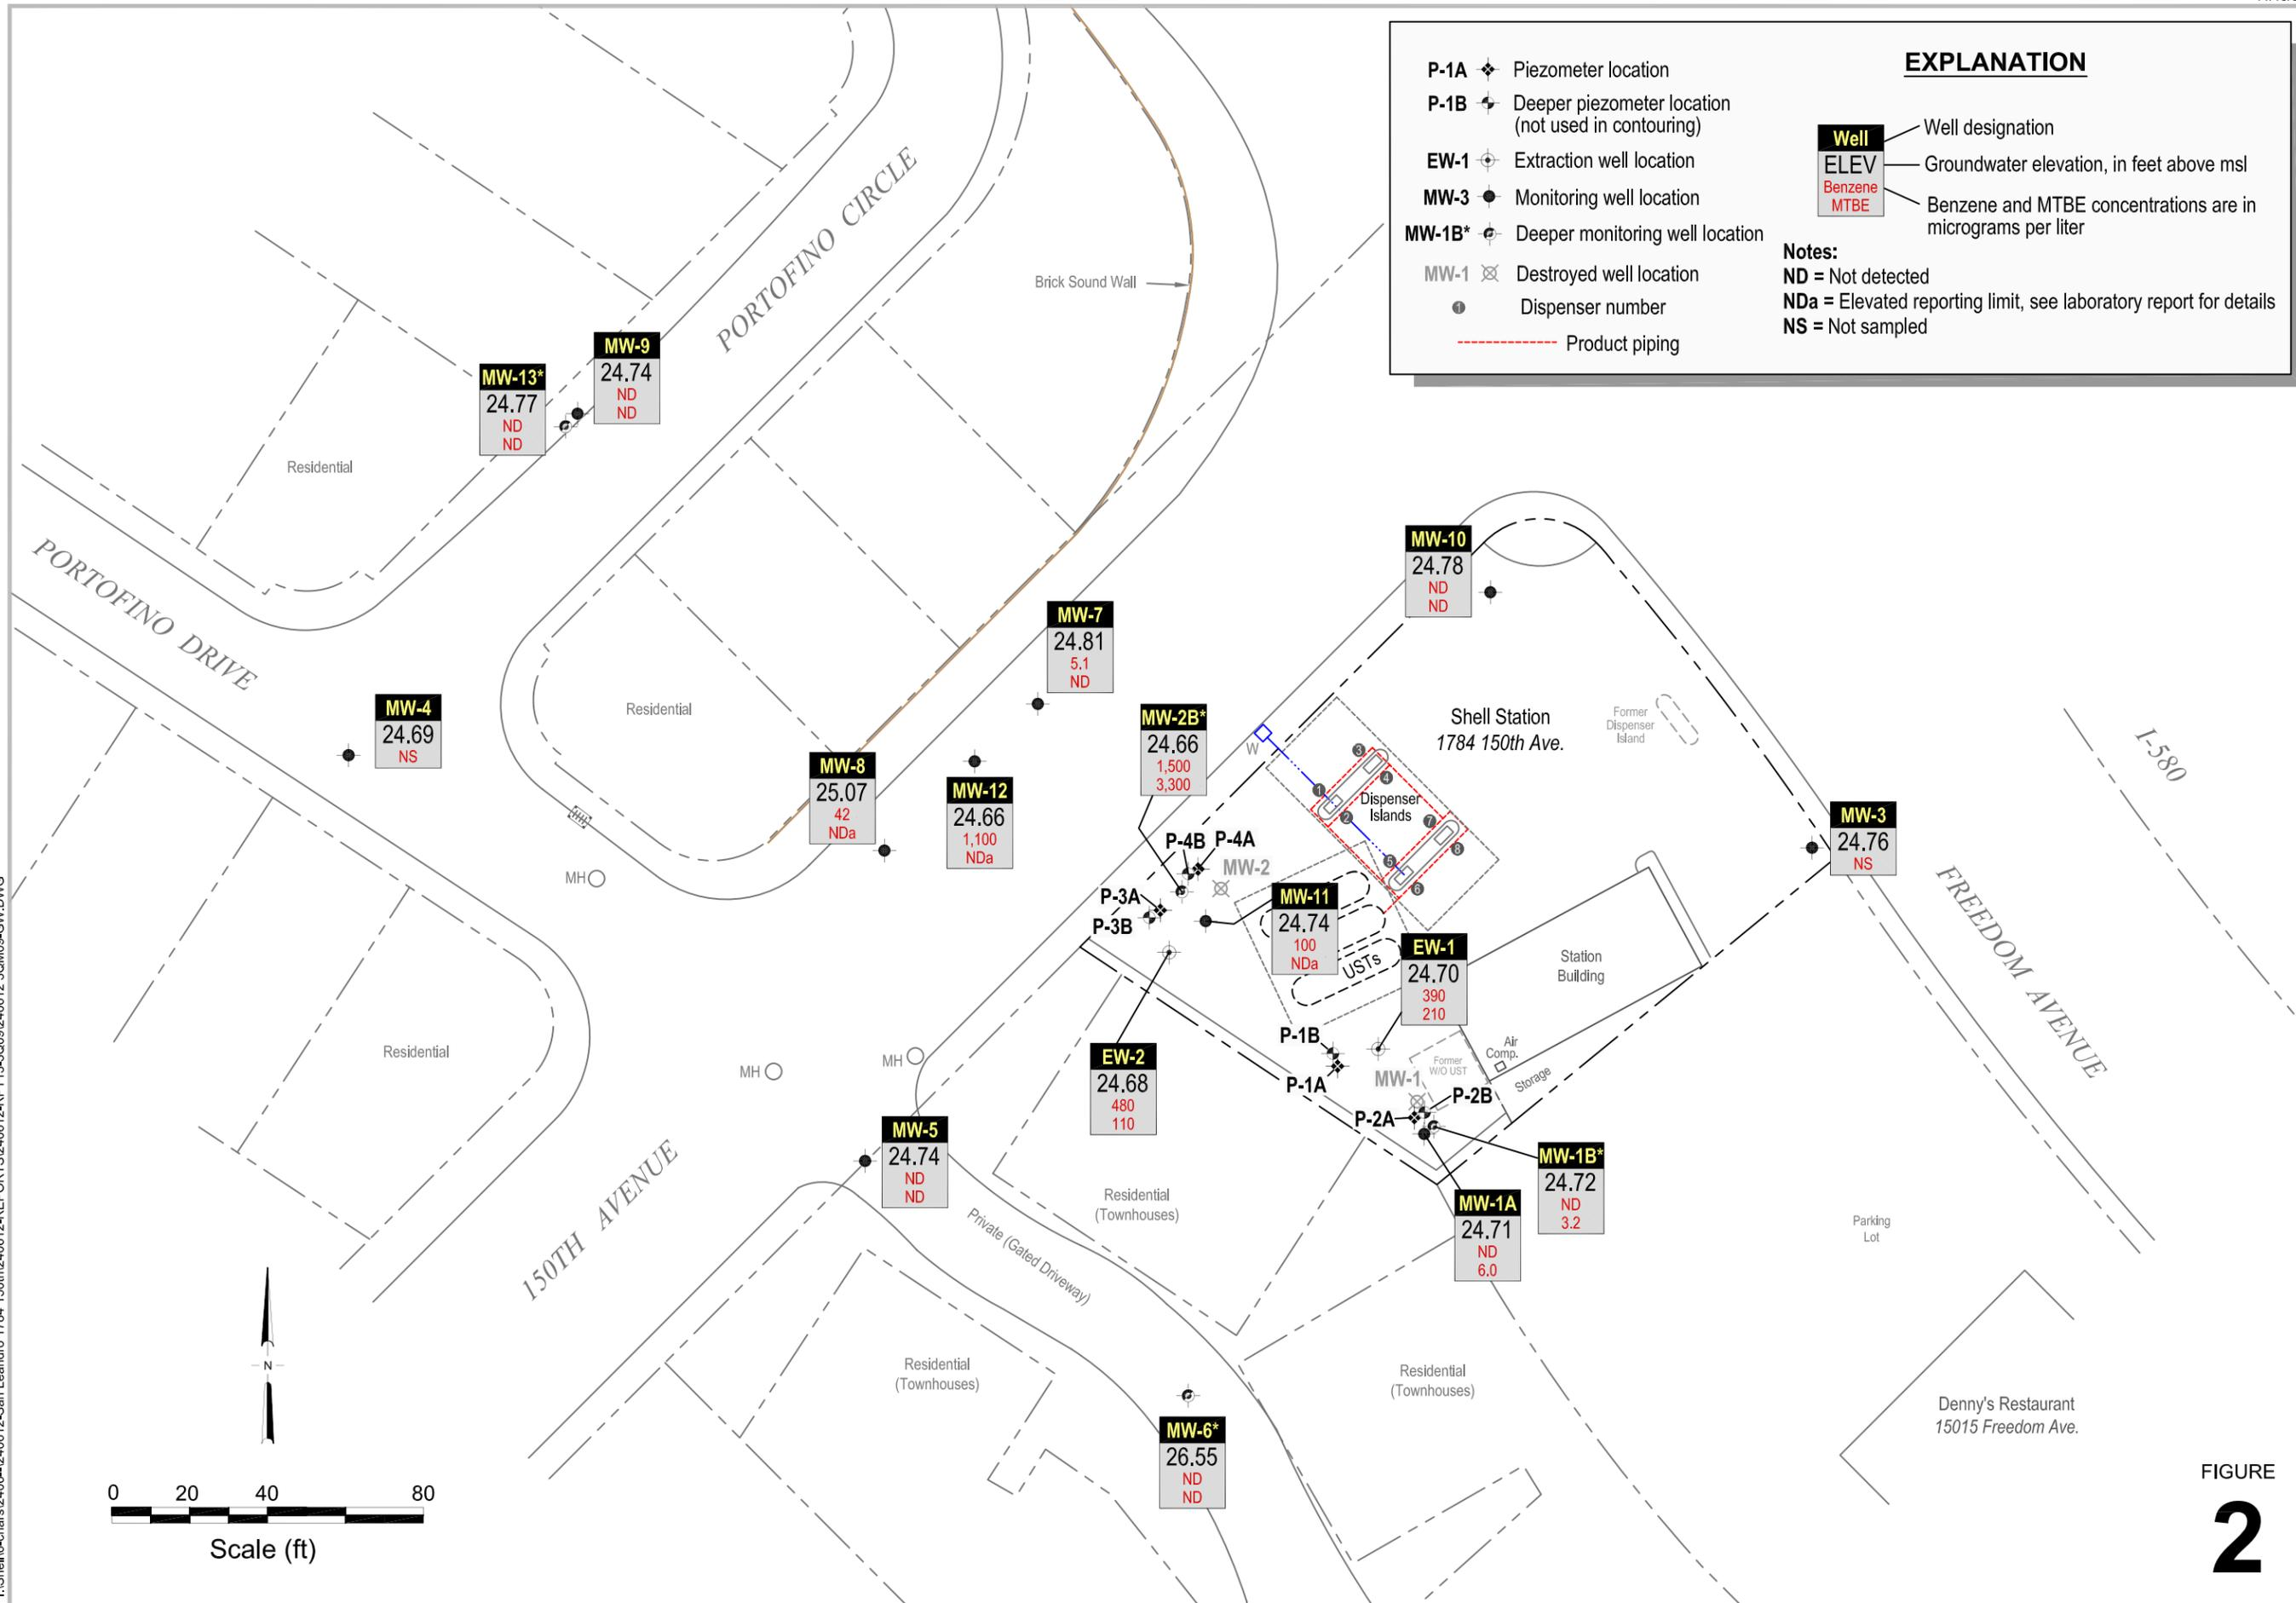 EXPLANATION
P-1A Piezometer location
P-1B Deeper piezometer location
(not used in contouring)
EW-1 Extraction well location
MW-3 Monitoring well location
MW-1B* Deeper monitoring well location
MW-1 Destroyed well location
1 Dispenser number
Product piping
Well
ELEV
Benzene
MTBE
Well designation
Groundwater elevation, in feet above msl
Benzene and MTBE concentrations are in
micrograms per liter
Notes:
ND = Not detected
NDa = Elevated reporting limit, see laboratory report for details
NS = Not sampled
PORTOFINO CIRCLE
Brick Sound Wall
MW-9
24.74
ND
ND
MW-13*
24.77
ND
ND
Residential
PORTOFINO DRIVE
MW-10
24.78
ND
ND
MW-7
24.81
5.1
ND
MW-4
24.69
NS
Residential
MW-8
25.07
42
NDa
MW-12
24.66
1,100
NDa
MW-2B*
24.66
1,500
3,300
W
Shell Station
1784 150th Ave.
Former
Dispenser
Island
I-580
3
4
1
2
Dispenser
Islands
7
8
5
6
MW-3
24.76
NS
P-4B
P-4A
MW-2
MH
P-3A
P-3B
MW-11
24.74
100
NDa
USTs
EW-1
24.70
390
210
Station
Building
FREEDOM AVENUE
Residential
MH
MH
EW-2
24.68
480
110
P-1B
P-1A
MW-1
Former
W/O UST
Air
Comp.
Storage
P-2B
P-2A
MW-5
24.74
ND
ND
MW-1B*
24.72
ND
3.2
MW-1A
24.71
ND
6.0
150TH AVENUE
Private (Gated Driveway)
Residential
(Townhouses)
Parking
Lot
N
Residential
(Townhouses)
Residential
(Townhouses)
MW-6*
26.55
ND
ND
Denny's Restaurant
15015 Freedom Ave.
0 20 40 80
Scale (ft)
FIGURE
2